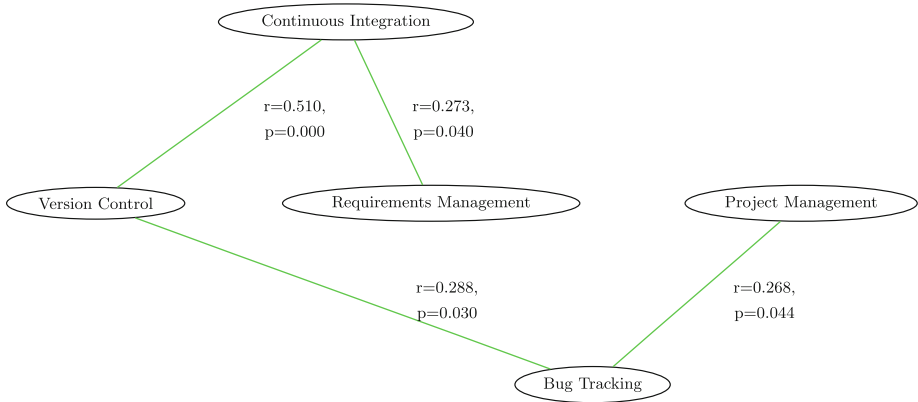 Continuous Integration
r=0.510,
p=0.000
r=0.273,
p=0.040
Version Control
Requirements Management
Project Management
r=0.288,
p=0.030
r=0.268,
p=0.044
Bug Tracking